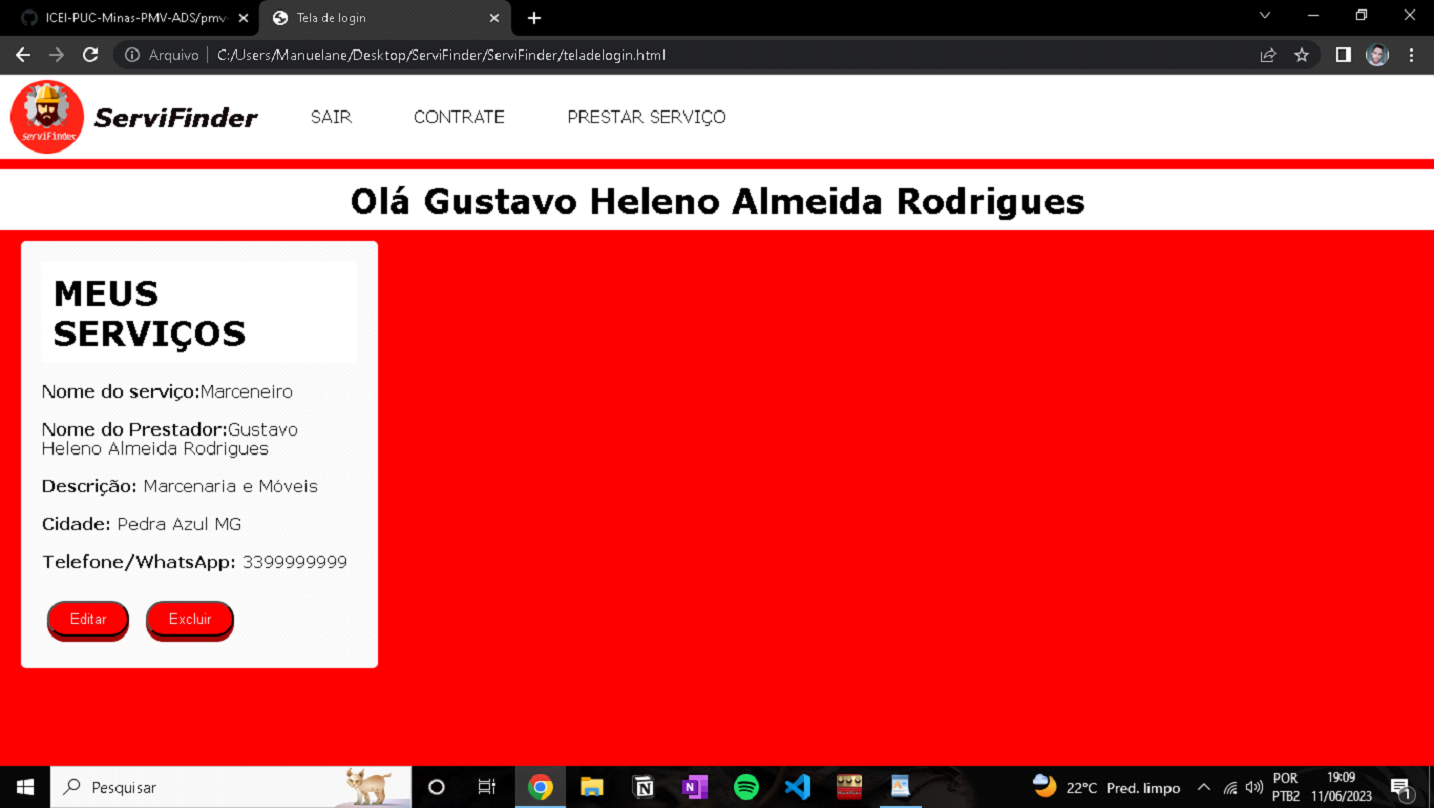 ICEI-PUC-Minas-PMV-ADS/pmv-
Tela de login
Arquivo | C:/Users/Manuelane/Desktop/ServiFinder/ServiFinder/teladelogin.html
ServiFinder
ServiFinder
SAIR
CONTRATE
PRESTAR SERVIÇO
Olá Gustavo Heleno Almeida Rodrigues
MEUS
SERVIÇOS
Nome do serviço:Marceneiro
Nome do Prestador:Gustavo
Heleno Almeida Rodrigues
Descrição: Marcenaria e Móveis
Cidade: Pedra Azul MG
Telefone/WhatsApp: 3399999999
Editar
Excluir
Pesquisar
22°C Pred. limpo
POR
PTB2
19:09
11/06/2023
1